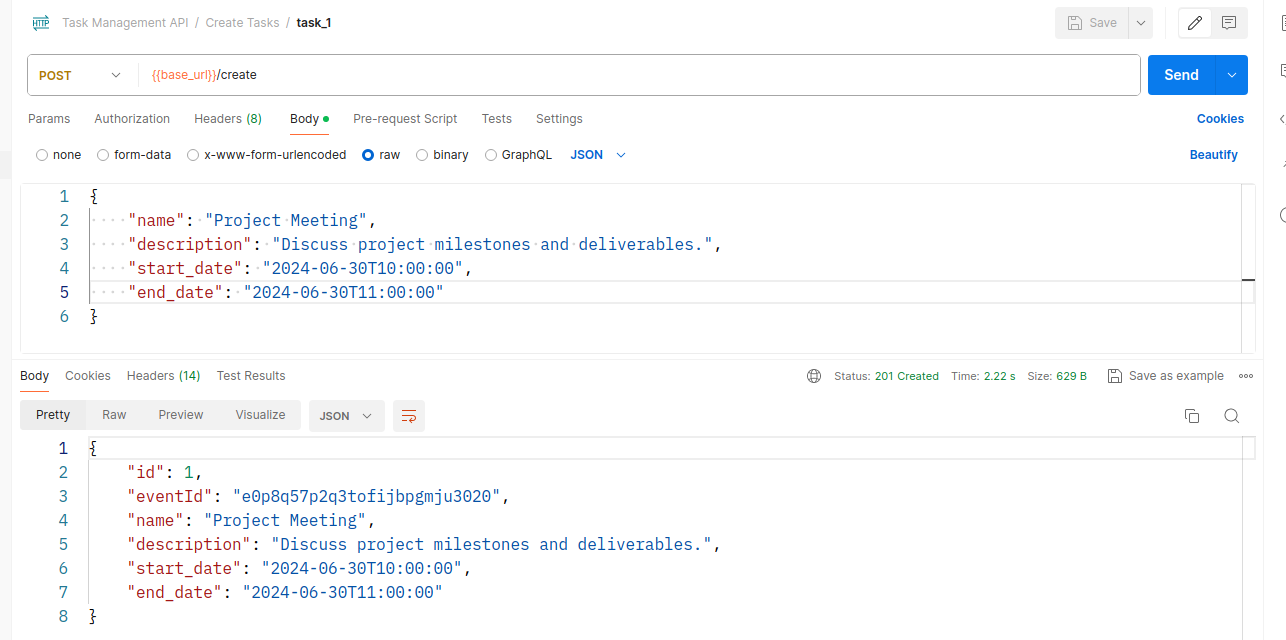 HTTP Task Management API / Create Tasks / task_1 Save
POST {{base_url}}/create Send
Params Authorization Headers (8) Body Pre-request Script Tests Settings Cookies
none form-data x-www-form-urlencoded raw binary GraphQL JSON Beautify
1 {
2 "name": "Project Meeting",
3 "description": "Discuss project milestones and deliverables.",
4 "start_date": "2024-06-30T10:00:00",
5 "end_date": "2024-06-30T11:00:00"
6 }
Body Cookies Headers (14) Test Results Status: 201 Created Time: 2.22 s Size: 629 B Save as example
Pretty Raw Preview Visualize JSON
1 {
2 "id": 1,
3 "eventId": "e0p8q57p2q3tofijbpgmju3020",
4 "name": "Project Meeting",
5 "description": "Discuss project milestones and deliverables.",
6 "start_date": "2024-06-30T10:00:00",
7 "end_date": "2024-06-30T11:00:00"
8 }